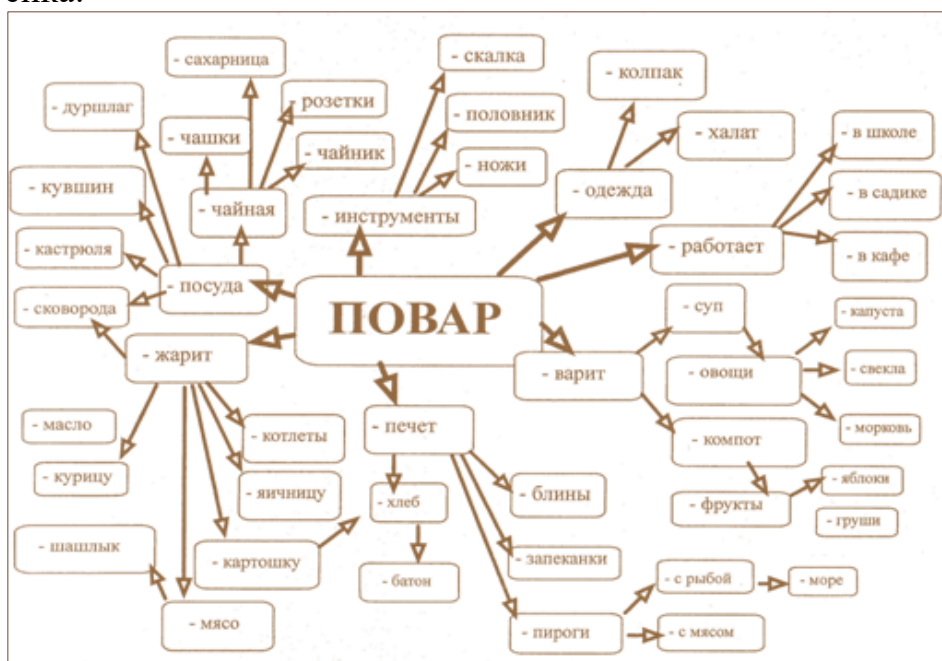 - сахарница
- скалка
- колпак
- дуршлаг
- розетки
- половник
- халат
- в школе
- чашки
- чайник
- ножи
- кувшин
- чайная
- инструменты
- одежда
- в садике
- кастрюля
- работает
- в кафе
- посуда
- сковорода
ПОВАР
- суп
- капуста
- жарит
- варит
- овощи
- свекла
- масло
- котлеты
- печет
- компот
- морковь
- курицу
- яичницу
- хлеб
- блины
- фрукты
- яблоки
- груши
- шашлык
- картошку
- батон
- запеканки
- с рыбой
- море
- мясо
- пироги
- с мясом